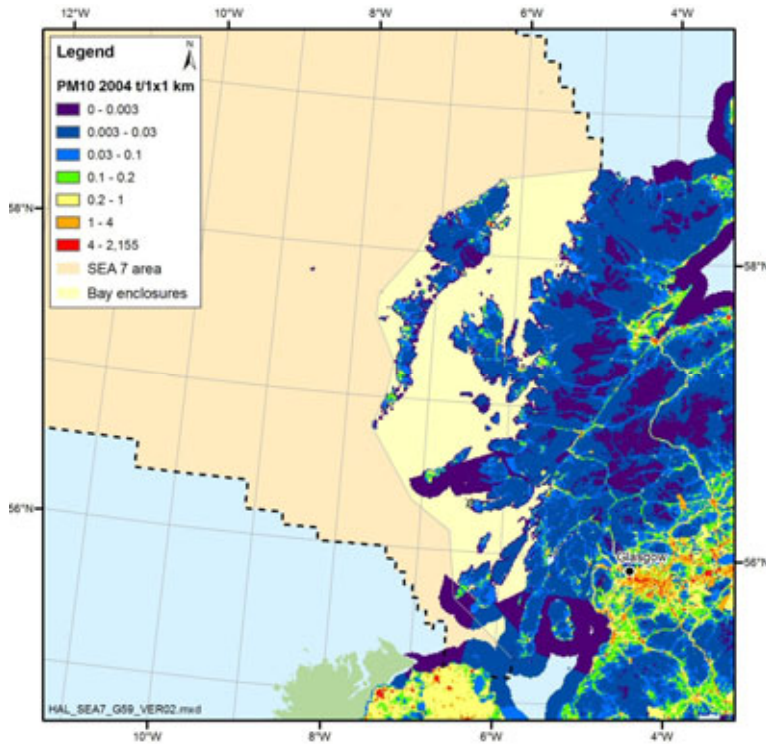 12°W 10°W 8°W 6°W 4°W
Legend
N
PM10 2004 t/1x1 km
0 - 0.003
0.003 - 0.03
0.03 - 0.1
0.1 - 0.2
0.2 - 1
1 - 4
4 - 2,155
SEA 7 area
Bay enclosures
58°N
58°N
56°N
56°N
Glasgow
HAL_SEA7_G59_VER02.mxd
10°W 8°W 6°W 4°W